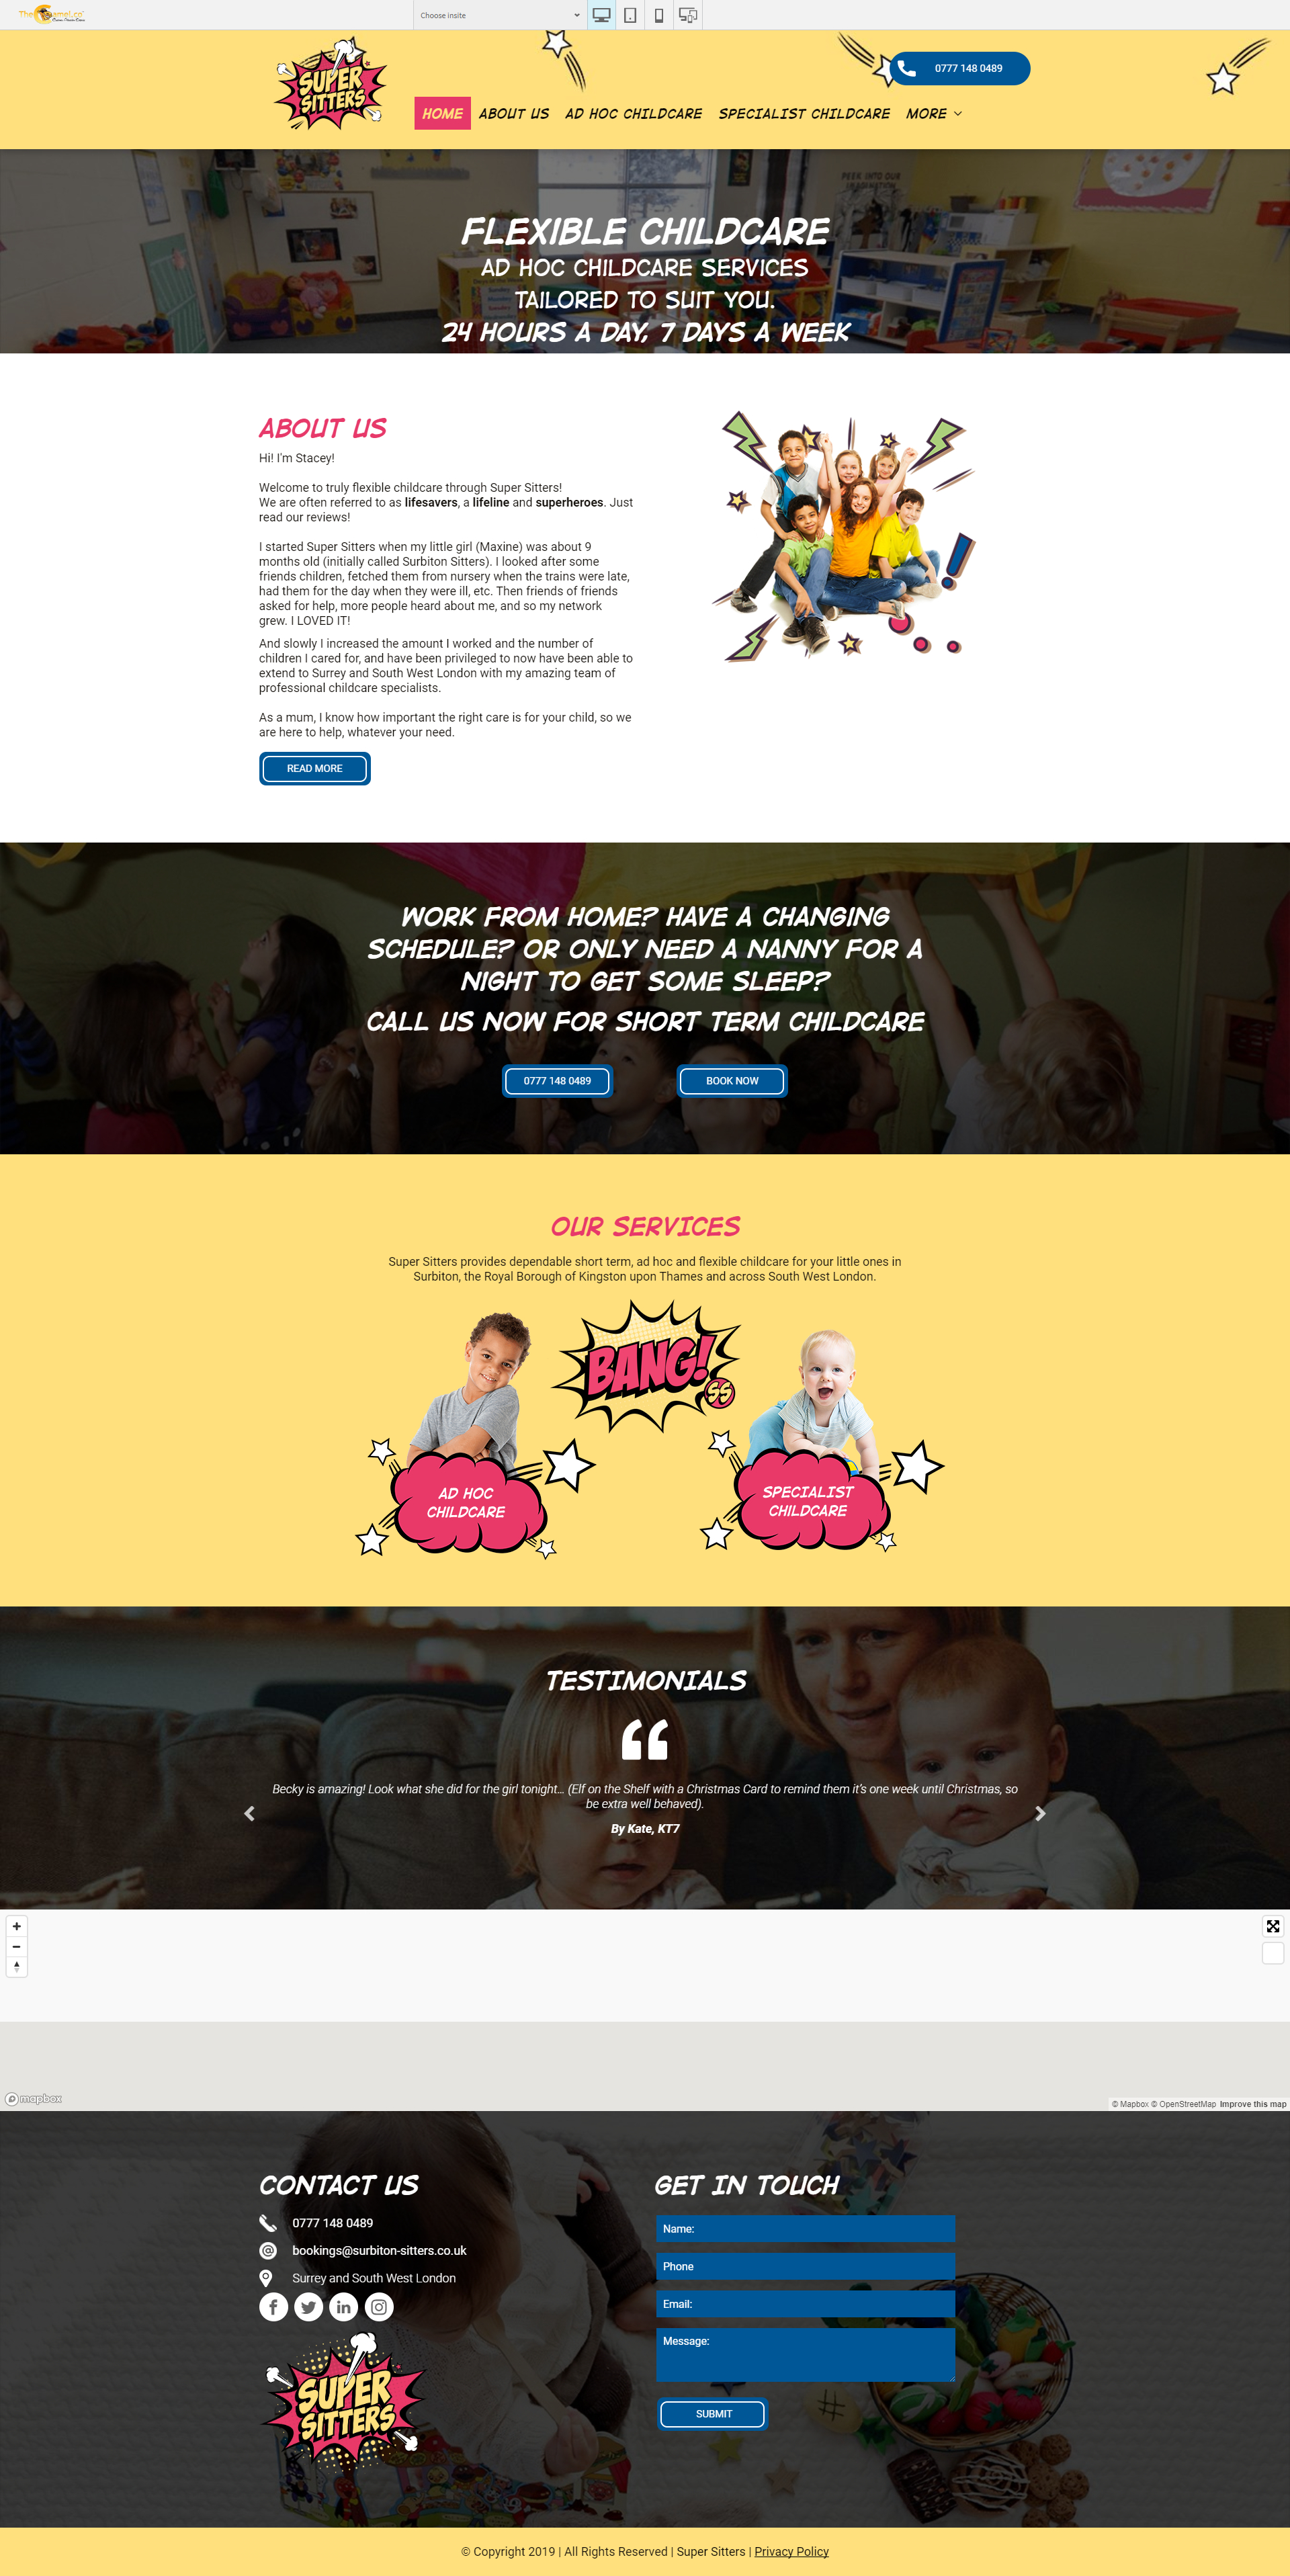 Choose insite
SUPER
SITTERS
0777 148 0489
HOME ABOUT US AD HOC CHILDCARE SPECIALIST CHILDCARE MORE
PEEK INTO OUR
FLEXIBLE CHILDCARE
AD HOC CHILDCARE SERVICES
TAILORED TO SUIT YOU.
24 HOURS A DAY, 7 DAYS A WEEK
ABOUT US
Hi! I'm Stacey!
Welcome to truly flexible childcare through Super Sitters!
We are often referred to as lifesavers, a lifeline and superheroes. Just
read our reviews!
I started Super Sitters when my little girl (Maxine) was about 9
months old (initially called Surbiton Sitters). I looked after some
friends children, fetched them from nursery when the trains were late,
had them for the day when they were ill, etc. Then friends of friends
asked for help, more people heard about me, and so my network
grew. I LOVED IT!
And slowly I increased the amount I worked and the number of
children I cared for, and have been privileged to now have been able to
extend to Surrey and South West London with my amazing team of
professional childcare specialists.
As a mum, I know how important the right care is for your child, so we
are here to help, whatever your need.
READ MORE
WORK FROM HOME? HAVE A CHANGING
SCHEDULE? OR ONLY NEED A NANNY FOR A
NIGHT TO GET SOME SLEEP?
CALL US NOW FOR SHORT TERM CHILDCARE
0777 148 0489
BOOK NOW
OUR SERVICES
Super Sitters provides dependable short term, ad hoc and flexible childcare for your little ones in
Surbiton, the Royal Borough of Kingston upon Thames and across South West London.
BANG!
SS
AD HOC
CHILDCARE
SPECIALIST
CHILDCARE
TESTIMONIALS
Becky is amazing! Look what she did for the girl tonight... (Elf on the Shelf with a Christmas Card to remind them it's one week until Christmas, so
be extra well behaved).
By Kate, KT7
mapbox
© Mapbox © OpenStreetMap Improve this map
CONTACT US
0777 148 0489
bookings@surbiton-sitters.co.uk
Surrey and South West London
SUPER
SITTERS
GET IN TOUCH
Name:
Phone
Email:
Message:
SUBMIT
© Copyright 2019 | All Rights Reserved | Super Sitters | Privacy Policy